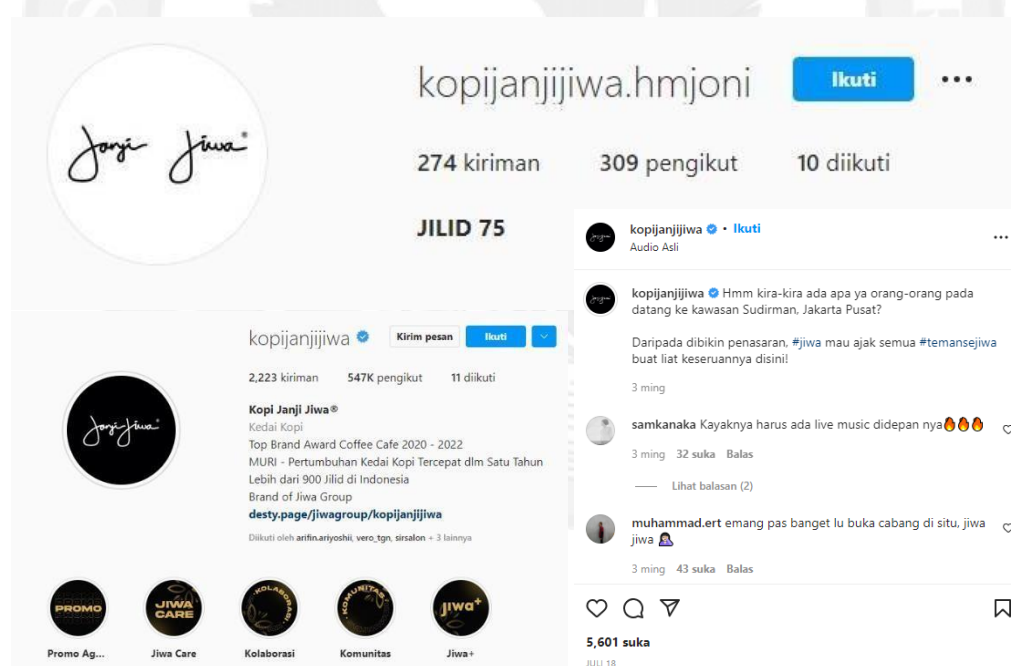 Janji Jiwa®
kopijanjijiwa.hmjoni
Ikuti
274 kiriman 309 pengikut 10 diikuti
JILID 75
kopijanjijiwa
Kirim pesan
Ikuti
2,223 kiriman 547K pengikut 11 diikuti
Janji Jiwa®
Kopi Janji Jiwa®
Kedai Kopi
Top Brand Award Coffee Cafe 2020 - 2022
MURI - Pertumbuhan Kedai Kopi Tercepat dlm Satu Tahun
Lebih dari 900 Jilid di Indonesia
Brand of Jiwa Group
desty.page/jiwagroup/kopijanjijiwa
Diikuti oleh arifin.ariyoshii, vero_tgn, sirsalon + 3 lainnya
PROMO
JIWA
CARE
KOLABORASI
KOMUNITAS
JIWA+
Promo Ag... Jiwa Care Kolaborasi Komunitas Jiwa+
kopijanjijiwa • Ikuti
Audio Asli
kopijanjijiwa Hmm kira-kira ada apa ya orang-orang pada
datang ke kawasan Sudirman, Jakarta Pusat?
Daripada dibikin penasaran, #jiwa mau ajak semua #temansejiwa
buat liat keseruannya disini!
3 ming
samkanaka Kayaknya harus ada live music didepan nya🔥🔥🔥
3 ming 32 suka Balas
Lihat balasan (2)
muhammad.ert emang pas banget lu buka cabang di situ, jiwa
jiwa 🤦🏻‍♀️
3 ming 43 suka Balas
5,601 suka
JULI 18